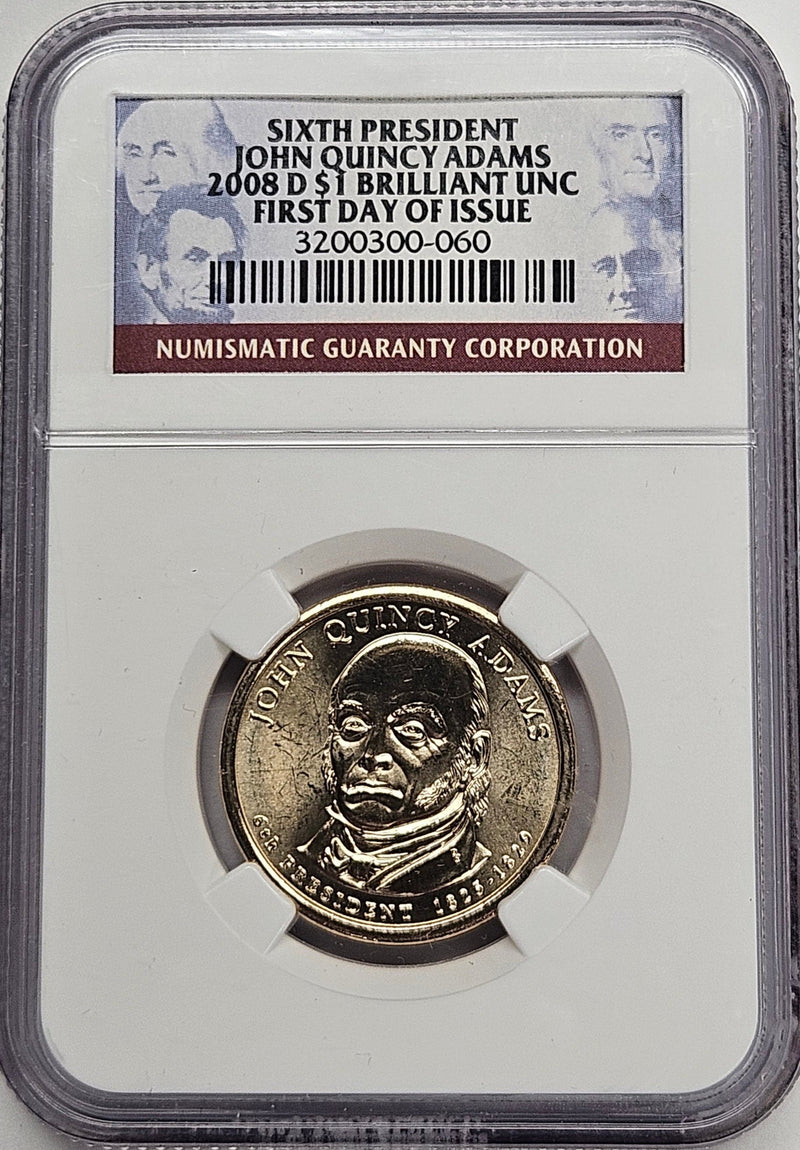 SIXTH PRESIDENT
JOHN QUINCY ADAMS
2008 D $1 BRILLIANT UNC
FIRST DAY OF ISSUE
3200300-060
NUMISMATIC GUARANTY CORPORATION
JOHN QUINCY ADAMS
6th PRESIDENT 1825-1829